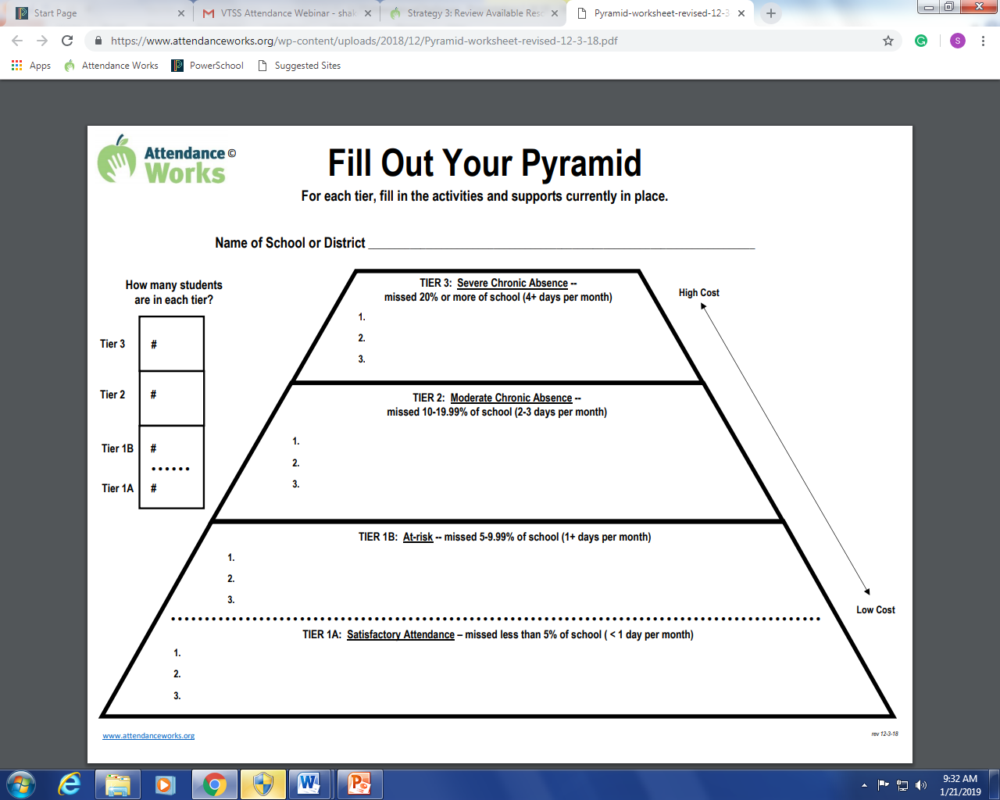 Start Page
VTSS Attendance Webinar - shak
Strategy 3: Review Available Reso
Pyramid-worksheet-revised-12-3
https://www.attendanceworks.org/wp-content/uploads/2018/12/Pyramid-worksheet-revised-12-3-18.pdf
S
Apps
Attendance Works
PowerSchool
Suggested Sites
Attendance ©
Works
Fill Out Your Pyramid
For each tier, fill in the activities and supports currently in place.
Name of School or District
How many students
are in each tier?
Tier 3 #
Tier 2 #
Tier 1B #
Tier 1A #
TIER 3: Severe Chronic Absence --
missed 20% or more of school (4+ days per month)
1.
2.
3.
High Cost
TIER 2: Moderate Chronic Absence --
missed 10-19.99% of school (2-3 days per month)
1.
2.
3.
TIER 1B: At-risk -- missed 5-9.99% of school (1+ days per month)
1.
2.
3.
Low Cost
TIER 1A: Satisfactory Attendance – missed less than 5% of school ( < 1 day per month)
1.
2.
3.
www.attendanceworks.org
rev 12-3-18
9:32 AM
1/21/2019